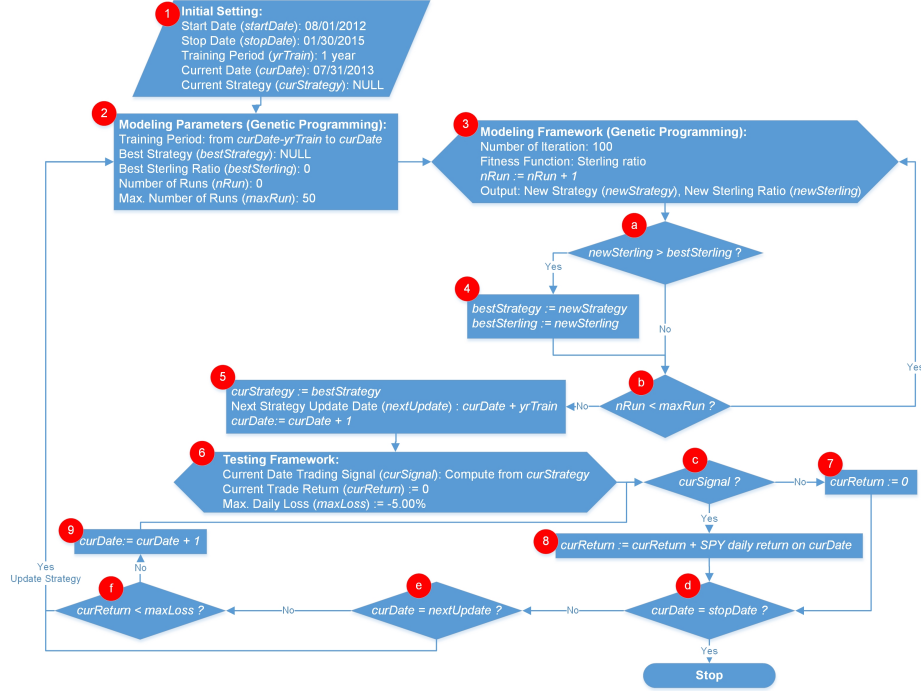 1
Initial Setting:
Start Date (startDate): 08/01/2012
Stop Date (stopDate): 01/30/2015
Training Period (yrTrain): 1 year
Current Date (curDate): 07/31/2013
Current Strategy (curStrategy): NULL
2
Modeling Parameters (Genetic Programming):
Training Period: from curDate-yrTrain to curDate
Best Strategy (bestStrategy): NULL
Best Sterling Ratio (bestSterling): 0
Number of Runs (nRun): 0
Max. Number of Runs (maxRun): 50
3
Modeling Framework (Genetic Programming):
Number of Iteration: 100
Fitness Function: Sterling ratio
nRun := nRun + 1
Output: New Strategy (newStrategy), New Sterling Ratio (newSterling)
a
newSterling > bestSterling ?
Yes
No
4
bestStrategy := newStrategy
bestSterling := newSterling
b
nRun < maxRun ?
Yes
No
5
curStrategy := bestStrategy
Next Strategy Update Date (nextUpdate) : curDate + yrTrain
curDate:= curDate + 1
6
Testing Framework:
Current Date Trading Signal (curSignal): Compute from curStrategy
Current Trade Return (curReturn) := 0
Max. Daily Loss (maxLoss) := -5.00%
c
curSignal ?
No
Yes
7
curReturn := 0
8
curReturn := curReturn + SPY daily return on curDate
d
curDate = stopDate ?
No
Yes
Stop
e
curDate = nextUpdate ?
No
f
curReturn < maxLoss ?
No
9
curDate:= curDate + 1
Yes
Update Strategy